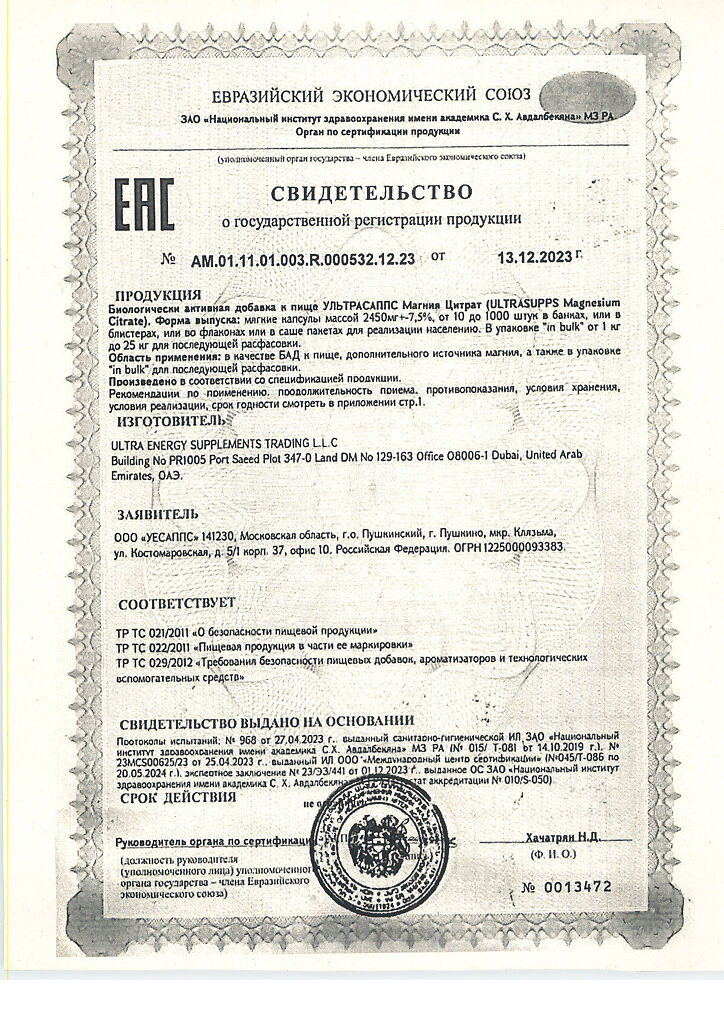 ЕВРАЗИЙСКИЙ ЭКОНОМИЧЕСКИЙ СОЮЗ
ЗАО «Национальный институт здравоохранения имени академика С. Х. Авдалбекяна» МЗ РА
Орган по сертификации продукции
(уполномоченный орган государства – члена Евразийского экономического союза)
ЕАС
СВИДЕТЕЛЬСТВО
о государственной регистрации продукции
№ AM.01.11.01.003.R.000532.12.23 от 13.12.2023 г.
ПРОДУКЦИЯ
Биологически активная добавка к пище УЛЬТРАСАППС Магния Цитрат (ULTRASUPPS Magnesium
Citrate). Форма выпуска: мягкие капсулы массой 2450мг+-7,5%, от 10 до 1000 штук в банках, или в
блистерах, или во флаконах или в саше пакетах для реализации населению. В упаковке "in bulk" от 1 кг
до 25 кг для последующей расфасовки.
Область применения: в качестве БАД к пище, дополнительного источника магния, а также в упаковке
"in bulk" для последующей расфасовки.
Произведено в соответствии со спецификацией продукции.
Рекомендации по применению, продолжительность приема, противопоказания, условия хранения,
условия реализации, срок годности смотреть в приложении стр.1.
ИЗГОТОВИТЕЛЬ
ULTRA ENERGY SUPPLEMENTS TRADING L.L.C
Building No PR1005 Port Saeed Plot 347-0 Land DM No 129-163 Office O8006-1 Dubai, United Arab
Emirates, ОАЭ.
ЗАЯВИТЕЛЬ
ООО «УЕСАППС» 141230, Московская область, г.о. Пушкинский, г. Пушкино, мкр. Клязьма,
ул. Костомаровская, д. 5/1 корп. 37, офис 10. Российская Федерация. ОГРН 1225000093383.
СООТВЕТСТВУЕТ
ТР ТС 021/2011 «О безопасности пищевой продукции»
ТР ТС 022/2011 «Пищевая продукция в части ее маркировки»
ТР ТС 029/2012 «Требования безопасности пищевых добавок, ароматизаторов и технологических
вспомогательных средств»
СВИДЕТЕЛЬСТВО ВЫДАНО НА ОСНОВАНИИ
Протоколы испытаний: № 968 от 27.04.2023 г., выданный санитарно-гигиенической ИЛ ЗАО «Национальный
институт здравоохранения имени академика С.Х. Авдалбекяна» МЗ РА (№ 015/ Т-081 от 14.10.2019 г.), №
23MCS00625/23 от 25.04.2023 г., выданный ИЛ ООО «Международный центр сертификации» (№045/Т-086 по
20.05.2024 г.), экспертное заключение № 23/ЭЗ/441 от 01.12.2023 г., выданное ОС ЗАО «Национальный институт
здравоохранения имени академика С. Х. Авдалбекяна аккредитации № 010/S-050)
СРОК ДЕЙСТВИЯ
не
Руководитель органа по сертификации
Хачатрян Н.Д.
(должность руководителя
(уполномоченного лица) уполномоченного
органа государства – члена Евразийского
экономического союза)
(Ф. И. О.)
№ 0013472